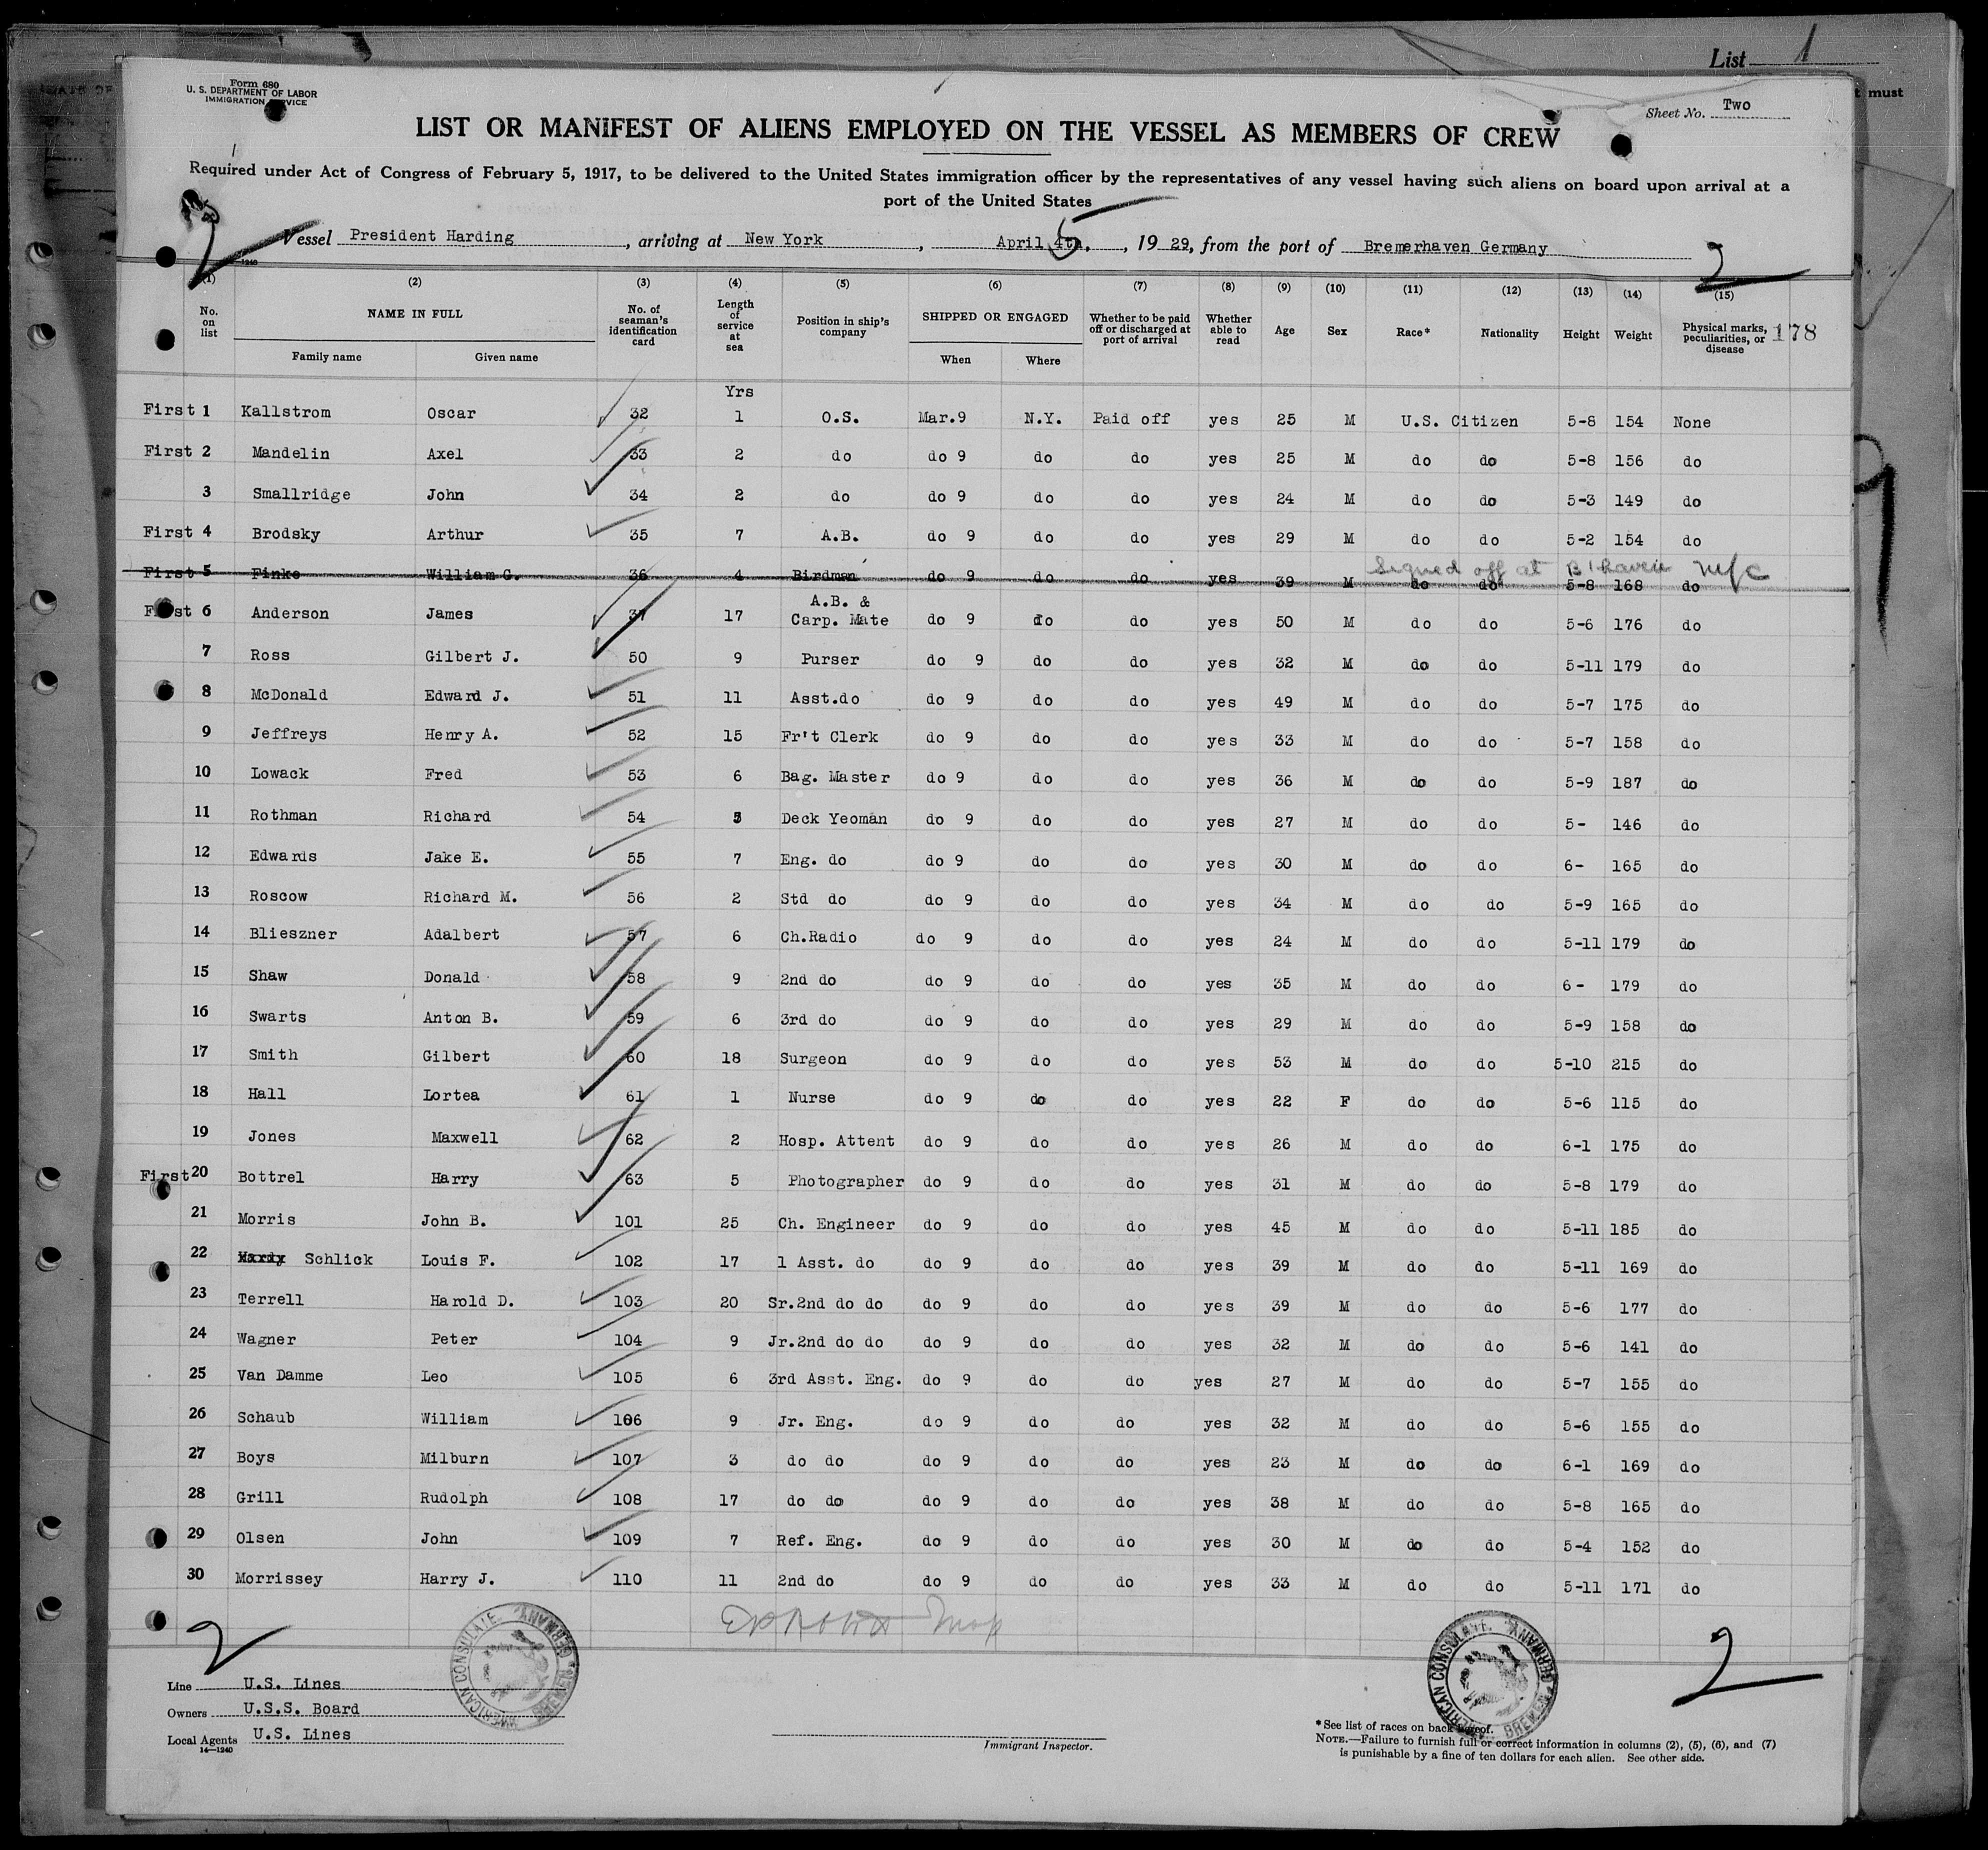 List 1
t must
Form 680
U. S. DEPARTMENT OF LABOR
IMMIGRATION SERVICE
Sheet No. Two
LIST OR MANIFEST OF ALIENS EMPLOYED ON THE VESSEL AS MEMBERS OF CREW
Required under Act of Congress of February 5, 1917, to be delivered to the United States immigration officer by the representatives of any vessel having such aliens on board upon arrival at a
port of the United States
2 Vessel President Harding, arriving at New York, April 4th, 5, 19 29, from the port of Bremerhaven Germany 2
(1) (2) (3) (4) (5) (6) (7) (8) (9) (10) (11) (12) (13) (14) (15)
No. on list NAME IN FULL No. of seaman's identification card Length of service at sea Position in ship's company SHIPPED OR ENGAGED Whether to be paid off or discharged at port of arrival Whether able to read Age Sex Race* Nationality Height Weight Physical marks, peculiarities, or disease 178
Family name Given name When Where
Yrs
First 1 Kallstrom Oscar 32 1 O.S. Mar.9 N.Y. Paid off yes 25 M U.S. Citizen 5-8 154 None
First 2 Mandelin Axel 33 2 do do 9 do do yes 25 M do do 5-8 156 do
3 Smallridge John 34 2 do do 9 do do yes 24 M do do 5-3 149 do
First 4 Brodsky Arthur 35 7 A.B. do 9 do do yes 29 M do do 5-2 154 do
Signed off at B'haven
First 5 Finke William G. 36 4 Birdman do 9 do do yes 39 M do do 5-8 168 do
First 6 Anderson James 37 17 A.B. & Carp. Mate do 9 do do yes 50 M do do 5-6 176 do
7 Ross Gilbert J. 50 9 Purser do 9 do do yes 32 M do do 5-11 179 do
8 McDonald Edward J. 51 11 Asst.do do 9 do do yes 49 M do do 5-7 175 do
9 Jeffreys Henry A. 52 15 Fr't Clerk do 9 do do yes 33 M do do 5-7 158 do
10 Lowack Fred 53 6 Bag. Master do 9 do do yes 36 M do do 5-9 187 do
11 Rothman Richard 54 Deck Yeoman do 9 do do yes 27 M do do 5- 146 do
12 Edwards Jake E. 55 7 Eng. do do 9 do do yes 30 M do do 6- 165 do
13 Roscow Richard M. 56 2 Std do do 9 do do yes 34 M do do 5-9 165 do
14 Blieszner Adalbert 57 6 Ch.Radio do 9 do do yes 24 M do do 5-11 179 do
15 Shaw Donald 58 9 2nd do do 9 do do yes 35 M do do 6- 179 do
16 Swarts Anton B. 59 6 3rd do do 9 do do yes 29 M do do 5-9 158 do
17 Smith Gilbert 60 18 Surgeon do 9 do do yes 53 M do do 5-10 215 do
18 Hall Lortea 61 1 Nurse do 9 do do yes 22 F do do 5-6 115 do
19 Jones Maxwell 62 2 Hosp. Attent do 9 do do yes 26 M do do 6-1 175 do
First 20 Bottrel Harry 63 5 Photographer do 9 do do yes 31 M do do 5-8 179 do
21 Morris John B. 101 25 Ch. Engineer do 9 do do yes 45 M do do 5-11 185 do
22 Hardy Schlick Louis F. 102 17 1 Asst. do do 9 do do yes 39 M do do 5-11 169 do
23 Terrell Harold D. 103 20 Sr.2nd do do do 9 do do yes 39 M do do 5-6 177 do
24 Wagner Peter 104 9 Jr.2nd do do do 9 do do yes 32 M do do 5-6 141 do
25 Van Damme Leo 105 6 3rd Asst. Eng. do 9 do do yes 27 M do do 5-7 155 do
26 Schaub William 106 9 Jr. Eng. do 9 do do yes 32 M do do 5-6 155 do
27 Boys Milburn 107 3 do do do 9 do do yes 23 M do do 6-1 169 do
28 Grill Rudolph 108 17 do do do 9 do do yes 38 M do do 5-8 165 do
29 Olsen John 109 7 Ref. Eng. do 9 do do yes 30 M do do 5-4 152 do
30 Morrissey Harry J. 110 11 2nd do do 9 do do yes 33 M do do 5-11 171 do
2 AMERICAN CONSULATE. BREMEN, GERMANY. AMERICAN CONSULATE. BREMEN, GERMANY. 2
Line U.S. Lines
Owners U.S.S. Board
Local Agents U.S. Lines
14—1240
Immigrant Inspector.
* See list of races on back hereof.
NOTE.—Failure to furnish full or correct information in columns (2), (5), (6), and (7)
is punishable by a fine of ten dollars for each alien. See other side.